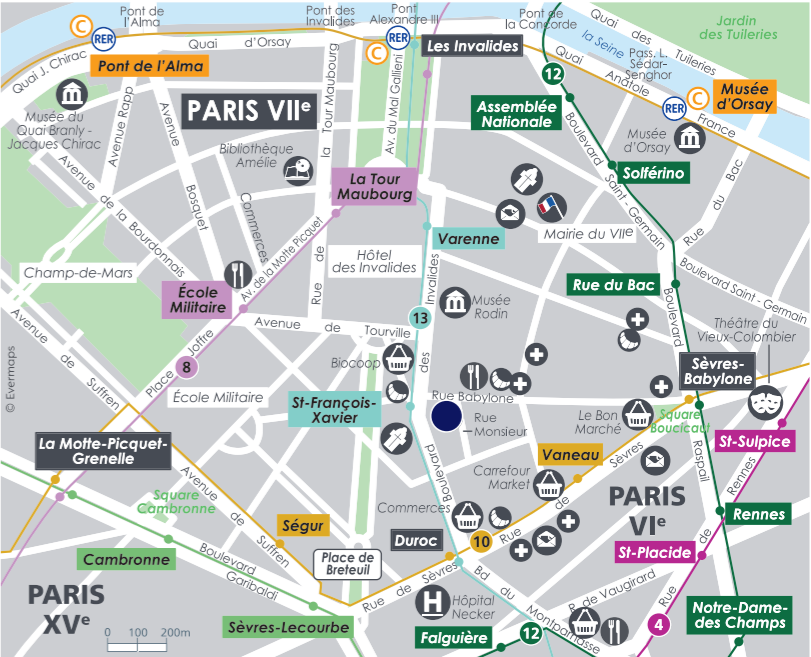 Pont de
l'Alma
Pont des
Invalides
Pont
Alexandre III
Pont de
la Concorde
Quai des Tuileries
la Seine
Jardin
des Tuileries
C
RER
Quai d'Orsay
C
RER
Les Invalides
Pass. L.
Sédar-
Senghor
Quai J. Chirac
Pont de l'Alma
12
Quai Anatole France
RER
C
Musée
d'Orsay
Musée du
Quai Branly -
Jacques Chirac
Avenue Rapp
PARIS VIIe
la Tour Maubourg
Av. du Mal Gallieni
Assemblée
Nationale
Musée
d'Orsay
Bibliothèque
Amélie
Avenue Bosquet
Boulevard Saint - Germain
Solférino
La Tour
Maubourg
Rue du Bac
Avenue de la Bourdonnais
Commerces
Av. de la Motte Picquet
Varenne
Mairie du VIIe
Champ-de-Mars
Hôtel
des Invalides
Rue de
Boulevard Saint - Germain
École
Militaire
Rue du Bac
Musée
Rodin
13
Boulevard des Invalides
Avenue de Tourville
Théâtre du
Vieux-Colombier
Avenue de Suffren
Place Joffre
8
Biocoop
Sèvres-
Babylone
École Militaire
St-François-
Xavier
Rue Babylone
Rue
Monsieur
Le Bon
Marché
Square
Boucicaut
St-Sulpice
La Motte-Picquet-
Grenelle
Vaneau
Boulevard Raspail
Carrefour
Market
Square
Cambronne
Avenue de Suffren
Commerces
PARIS
VIe
Rennes
Ségur
Duroc
10
Rue de Sèvres
St-Placide
Cambronne
Place de
Breteuil
Boulevard Garibaldi
Rue de Sèvres
Bd du Montparnasse
R. de Vaugirard
Rue de Rennes
PARIS
XVe
Hôpital
Necker
H
Notre-Dame-
des Champs
Sèvres-Lecourbe
Falguière
12
4
0 100 200m
© Evermaps